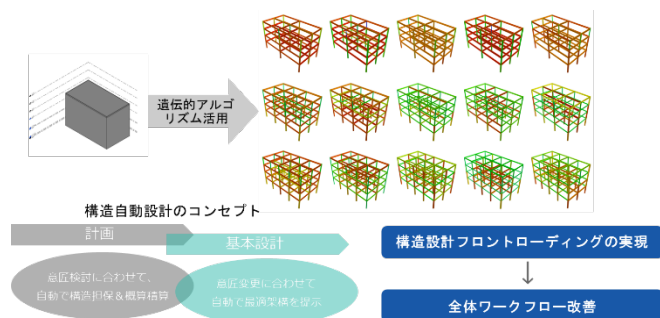 遺伝的アルゴ
リズム活用
構造自動設計のコンセプト
計画
基本設計
意匠検討に合わせて、
自動で構造担保＆概算積算
意匠変更に合わせて
自動で最適架構を提示
構造設計フロントローディングの実現
全体ワークフロー改善